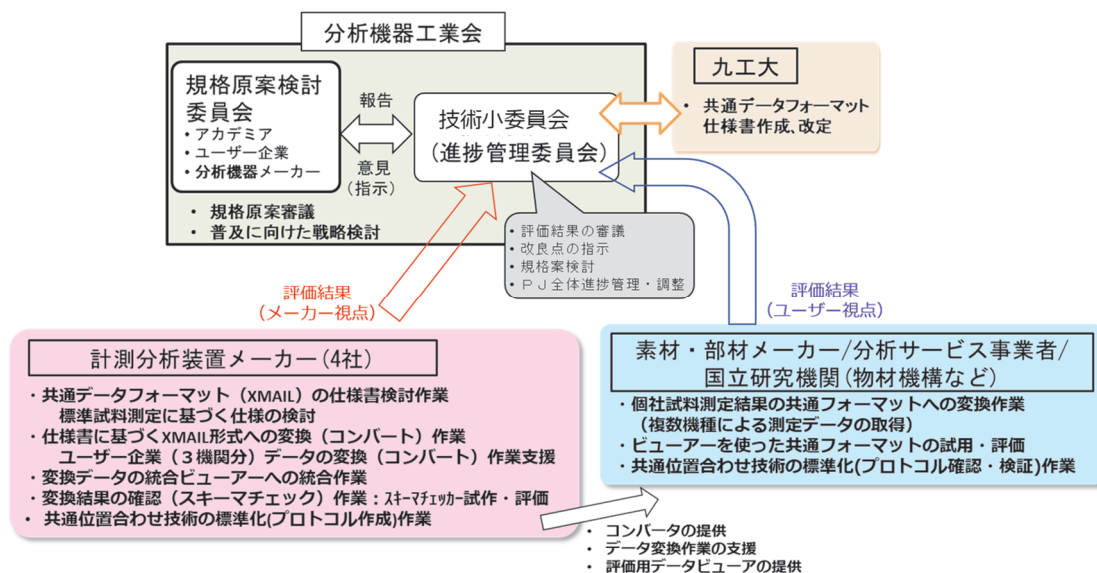 分析機器工業会
規格原案検討
委員会
・アカデミア
・ユーザー企業
・分析機器メーカー
報告
意見
(指示)
技術小委員会
(進捗管理委員会)
・ 規格原案審議
・ 普及に向けた戦略検討
九工大
・ 共通データフォーマット
仕様書作成、改定
・評価結果の審議
・改良点の指示
・規格案検討
・ＰＪ全体進捗管理・調整
評価結果
(メーカー視点)
評価結果
(ユーザー視点)
計測分析装置メーカー(4社)
・共通データフォーマット（XMAIL）の仕様書検討作業
標準試料測定に基づく仕様の検討
・仕様書に基づくXMAIL形式への変換（コンバート）作業
ユーザー企業（３機関分）データの変換（コンバート）作業支援
・変換データの統合ビューアーへの統合作業
・変換結果の確認（スキーマチェック）作業：ｽｷｰﾏﾁｪｯｶｰ試作・評価
・ 共通位置合わせ技術の標準化(プロトコル作成)作業
素材・部材メーカー/分析サービス事業者/
国立研究機関(物材機構など)
・個社試料測定結果の共通フォーマットへの変換作業
（複数機種による測定データの取得）
・ビューアーを使った共通フォーマットの試用・評価
・共通位置合わせ技術の標準化(プロトコル確認・検証)作業
・ コンバータの提供
・ データ変換作業の支援
・ 評価用データビューアの提供